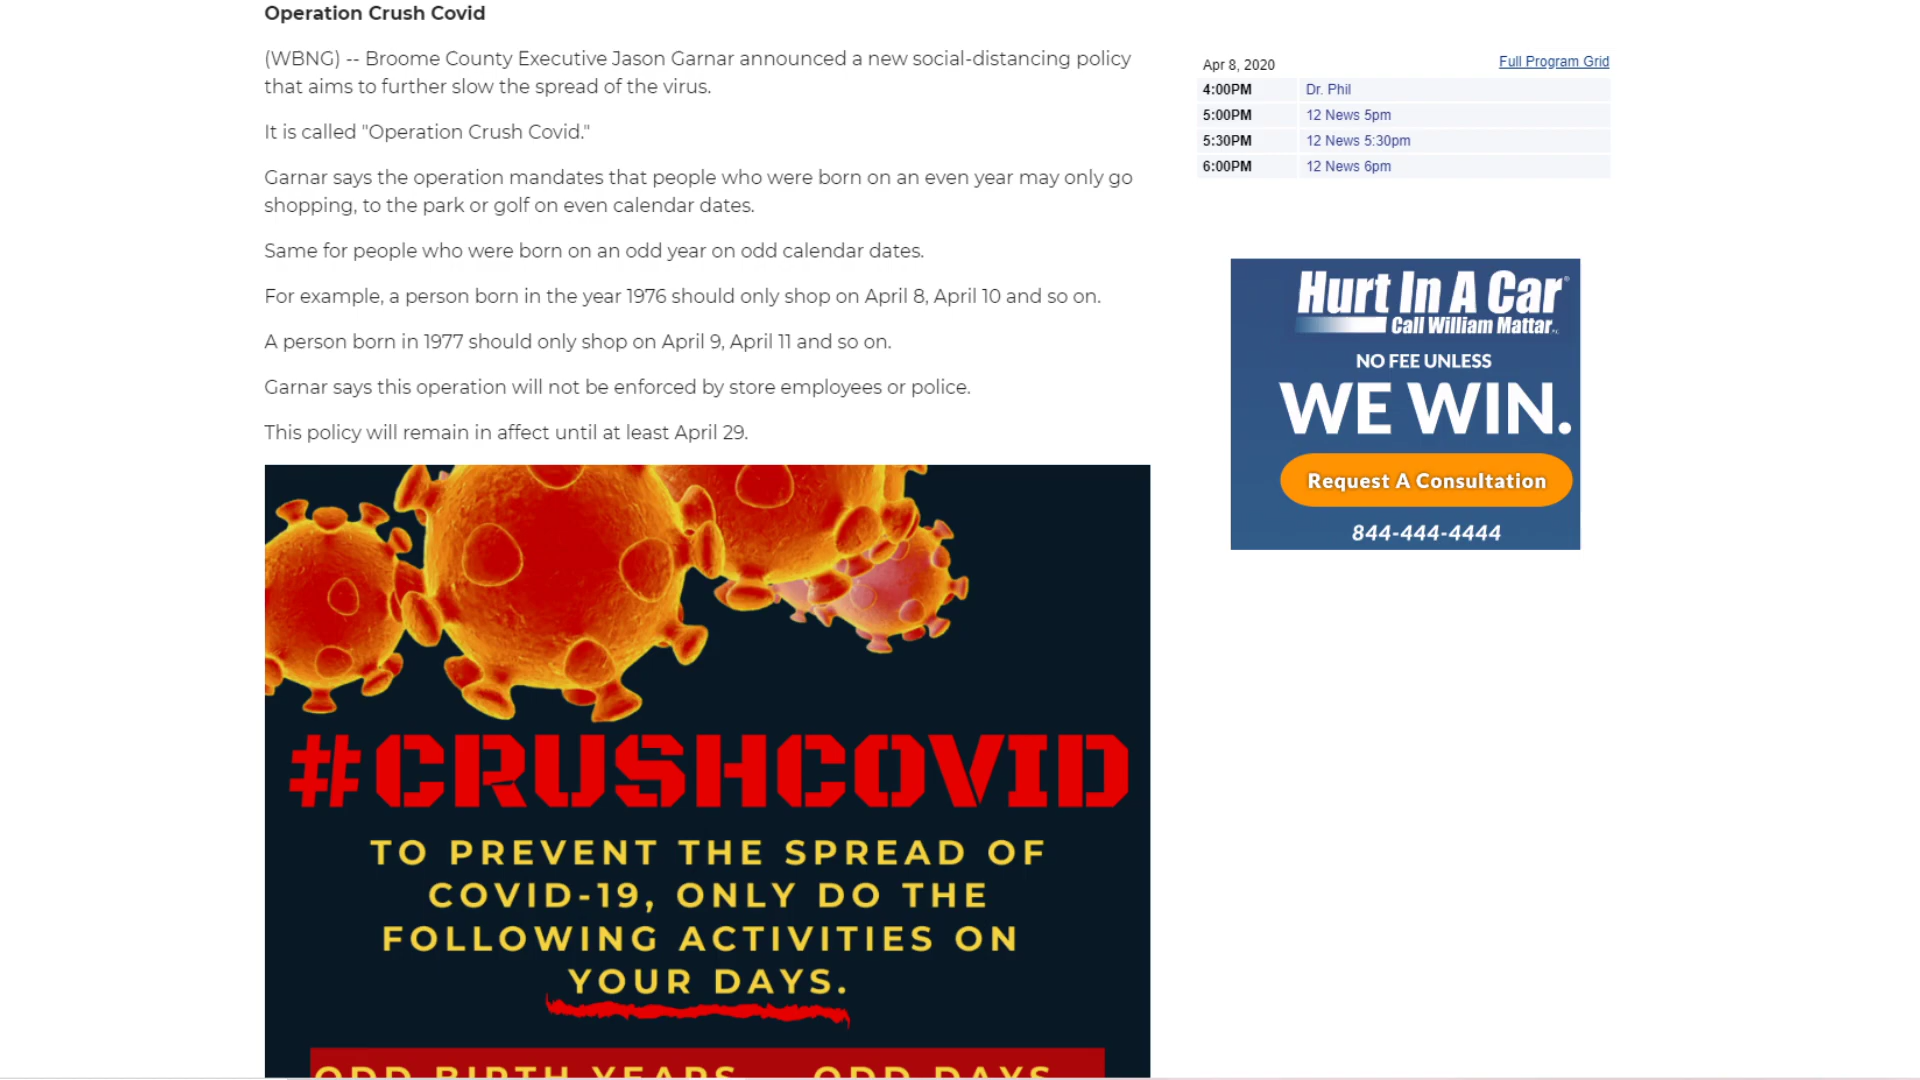 Operation Crush Covid
(WBNG) -- Broome County Executive Jason Garnar announced a new social-distancing policy
that aims to further slow the spread of the virus.
It is called "Operation Crush Covid."
Garnar says the operation mandates that people who were born on an even year may only go
shopping, to the park or golf on even calendar dates.
Same for people who were born on an odd year on odd calendar dates.
For example, a person born in the year 1976 should only shop on April 8, April 10 and so on.
A person born in 1977 should only shop on April 9, April 11 and so on.
Garnar says this operation will not be enforced by store employees or police.
This policy will remain in affect until at least April 29.
#CRUSHCOVID
TO PREVENT THE SPREAD OF
COVID-19, ONLY DO THE
FOLLOWING ACTIVITIES ON
YOUR DAYS.
ODD BIRTH YEARS ODD DAYS
Apr 8, 2020 Full Program Grid
4:00PM Dr. Phil
5:00PM 12 News 5pm
5:30PM 12 News 5:30pm
6:00PM 12 News 6pm
Hurt In A Car®
Call William Mattar
NO FEE UNLESS
WE WIN.
Request A Consultation
844-444-4444